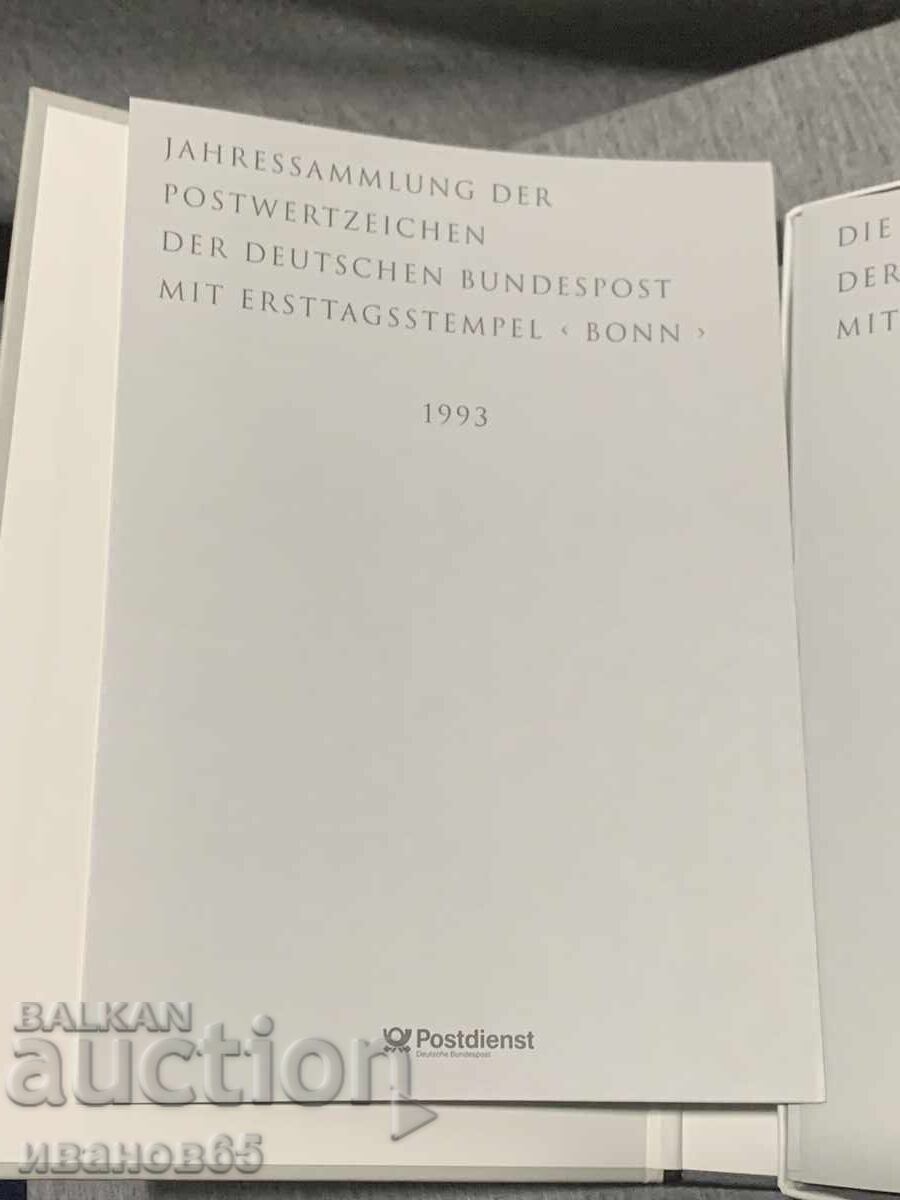 JAHRESSAMMLUNG DER
POSTWERTZEICHEN
DER DEUTSCHEN BUNDESPOST
MIT ERSTTAGSSTEMPEL ‹ BONN ›
1993
Postdienst
Deutsche Bundespost
DIE
DER
MIT
BALKAN
auction
иванов65